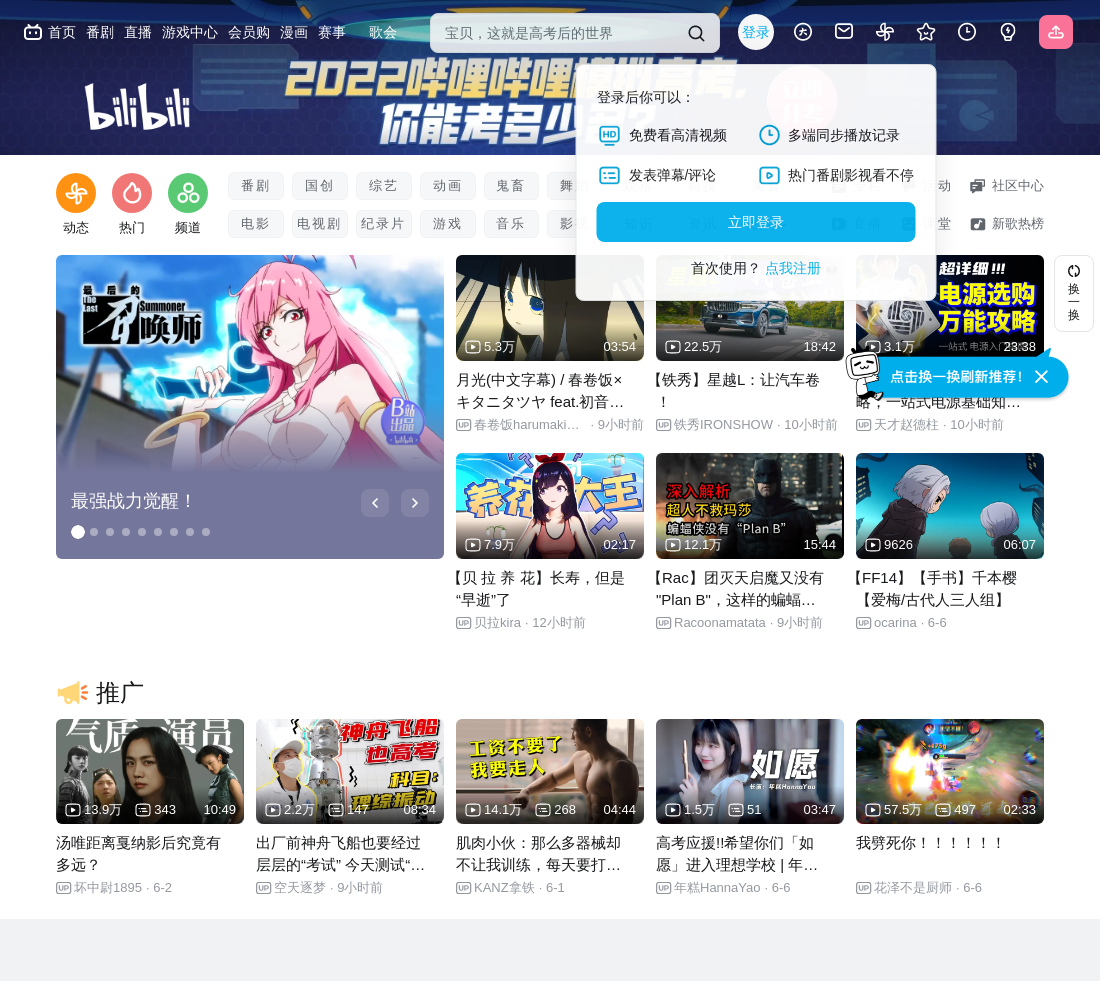 首页 番剧 直播 游戏中心 会员购 漫画 赛事 歌会
宝贝，这就是高考后的世界
登录
bilibili
2022哔哩哔哩模拟高考,
你能考多少分?
登录后你可以：
免费看高清视频 多端同步播放记录
发表弹幕/评论 热门番剧影视看不停
立即登录
首次使用？ 点我注册
动态 热门 频道
番剧 国创 综艺 动画 鬼畜
社区中心
电影 电视剧 纪录片 游戏 音乐
新歌热榜
换一换
最后的
The Last Summoner
召唤师
B站出品
bilibili
最强战力觉醒！
5.3万 03:54
月光(中文字幕) / 春卷饭×
キタニタツヤ feat.初音…
春卷饭harumaki… · 9小时前
22.5万 18:42
【铁秀】星越L：让汽车卷
！
铁秀IRONSHOW · 10小时前
超详细 !!!
电源选购
万能攻略
3.1万 23:38
点击换一换刷新推荐！
略，一站式电源基础知…
天才赵德柱 · 10小时前
养花大王
7.9万 02:17
【贝 拉 养 花】长寿，但是
“早逝”了
贝拉kira · 12小时前
深入解析
超人不救玛莎
蝙蝠侠没有“Plan B”
12.1万 15:44
【Rac】团灭天启魔又没有
"Plan B"，这样的蝙蝠…
Racoonamatata · 9小时前
9626 06:07
【FF14】【手书】千本樱
【爱梅/古代人三人组】
ocarina · 6-6
推广
气质 演员
13.9万 343 10:49
汤唯距离戛纳影后究竟有
多远？
坏中尉1895 · 6-2
神舟飞船
也高考
科目:
理综振动
2.2万 147 08:34
出厂前神舟飞船也要经过
层层的“考试” 今天测试“…
空天逐梦 · 9小时前
工资不要了
我要走人
14.1万 268 04:44
肌肉小伙：那么多器械却
不让我训练，每天要打…
KANZ拿铁 · 6-1
如愿
长演：年糕HannaYao
1.5万 51 03:47
高考应援!!希望你们「如
愿」进入理想学校 | 年…
年糕HannaYao · 6-6
57.5万 497 02:33
我劈死你！！！！！！
花泽不是厨师 · 6-6